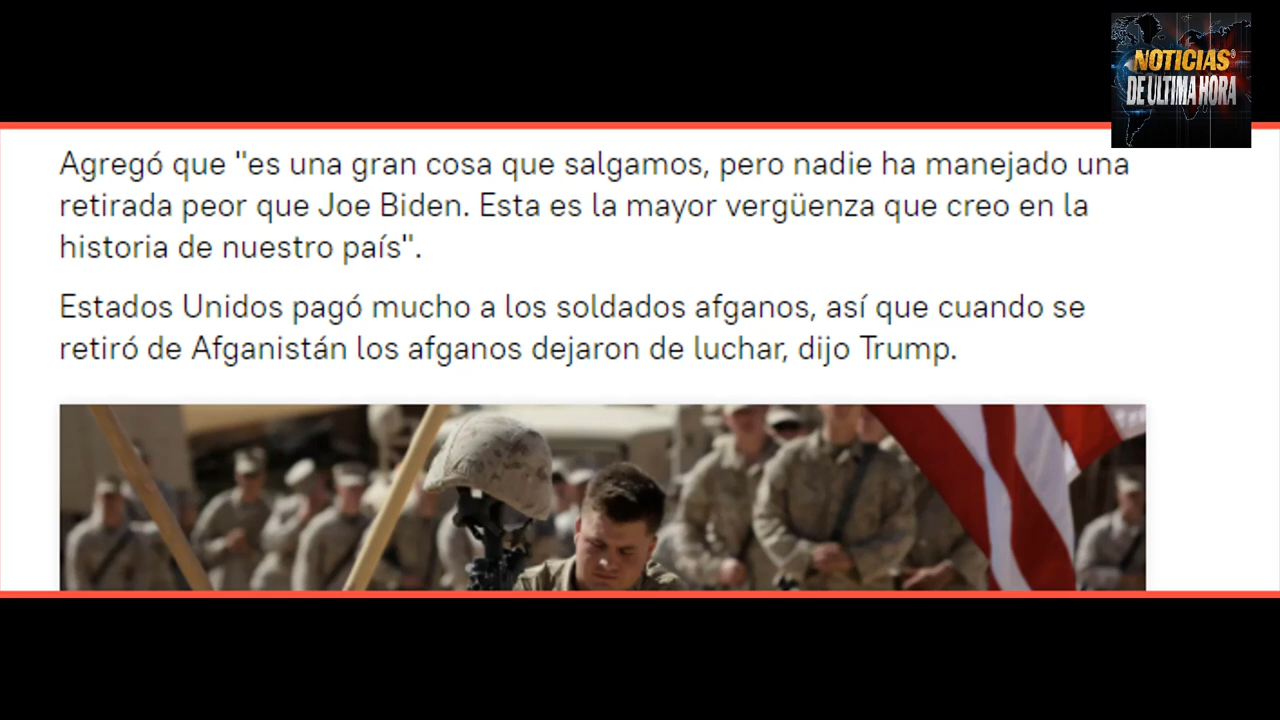 NOTICIAS
DE ULTIMA HORA
Agregó que "es una gran cosa que salgamos, pero nadie ha manejado una
retirada peor que Joe Biden. Esta es la mayor vergüenza que creo en la
historia de nuestro país".
Estados Unidos pagó mucho a los soldados afganos, así que cuando se
retiró de Afganistán los afganos dejaron de luchar, dijo Trump.